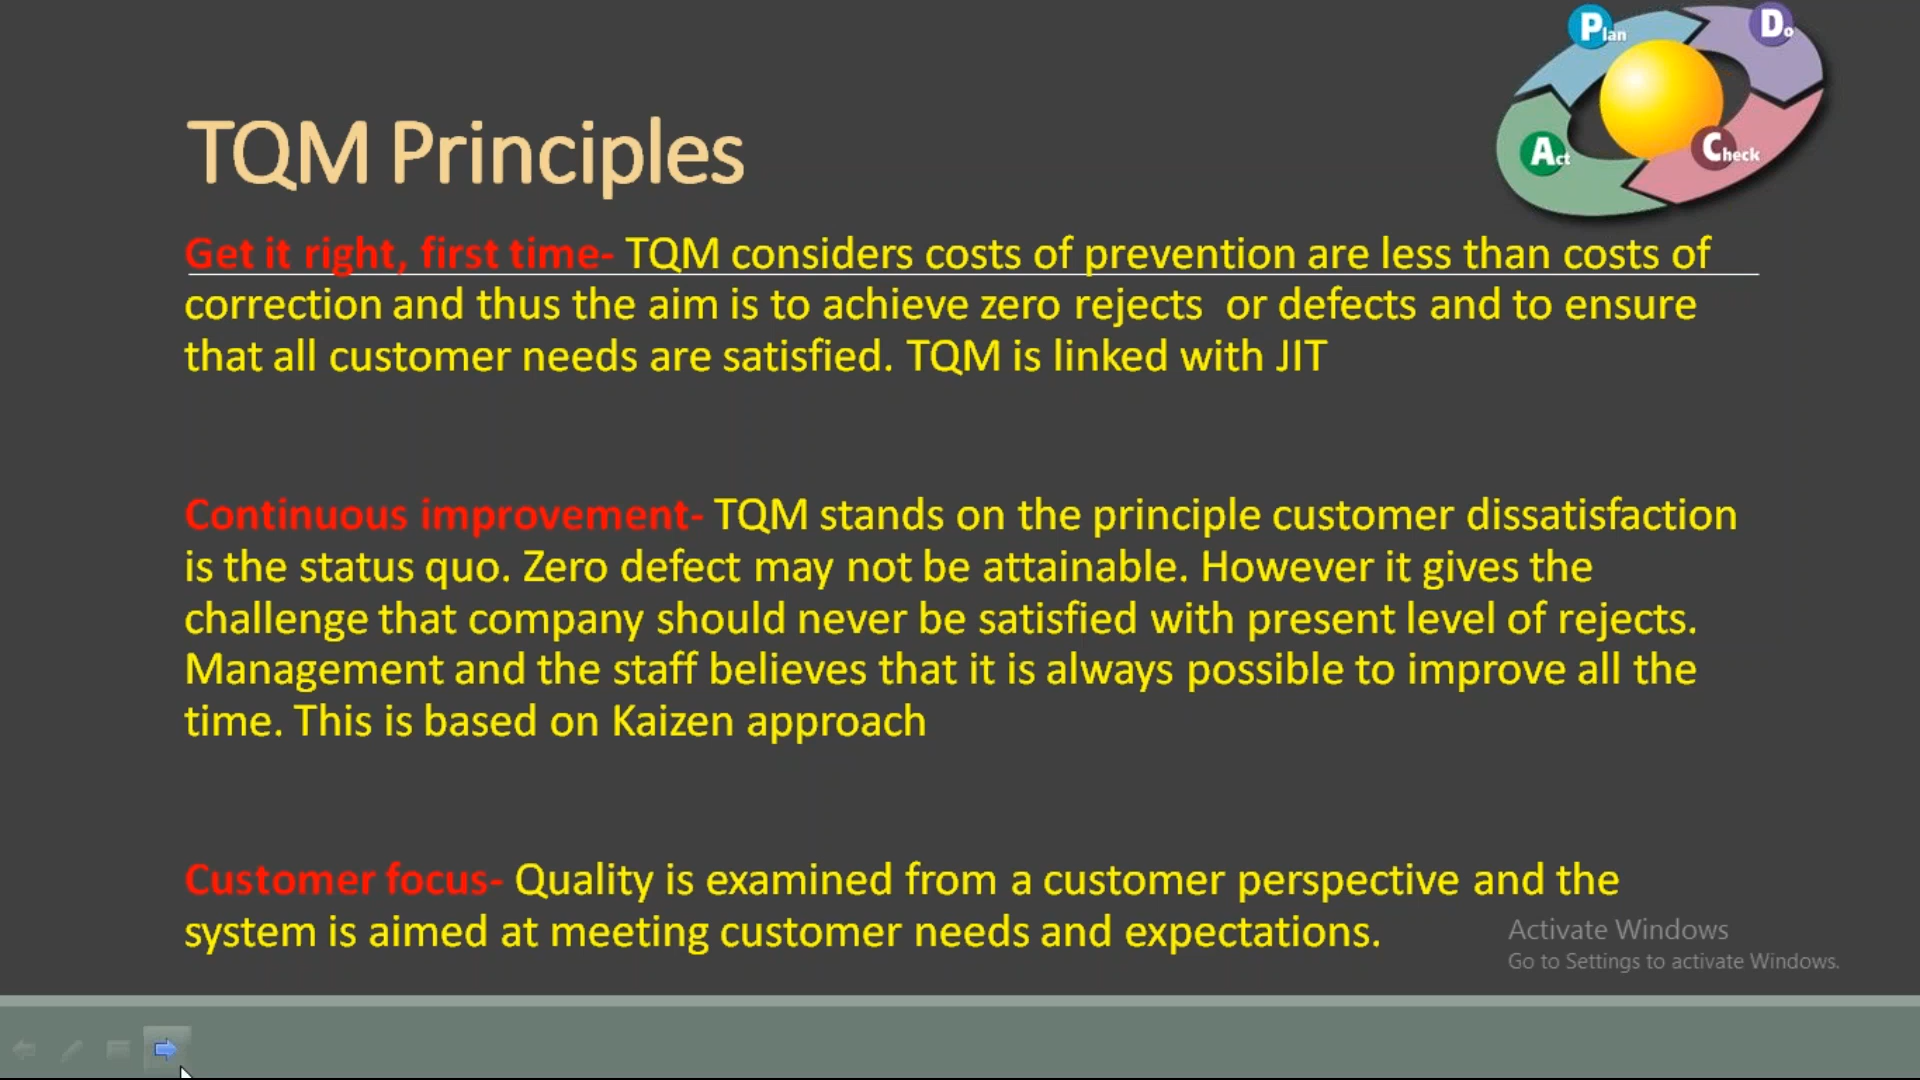 Plan
Do
Act
Check
TQM Principles
Get it right, first time- TQM considers costs of prevention are less than costs of
correction and thus the aim is to achieve zero rejects or defects and to ensure
that all customer needs are satisfied. TQM is linked with JIT
Continuous improvement- TQM stands on the principle customer dissatisfaction
is the status quo. Zero defect may not be attainable. However it gives the
challenge that company should never be satisfied with present level of rejects.
Management and the staff believes that it is always possible to improve all the
time. This is based on Kaizen approach
Customer focus- Quality is examined from a customer perspective and the
system is aimed at meeting customer needs and expectations.
Activate Windows
Go to Settings to activate Windows.